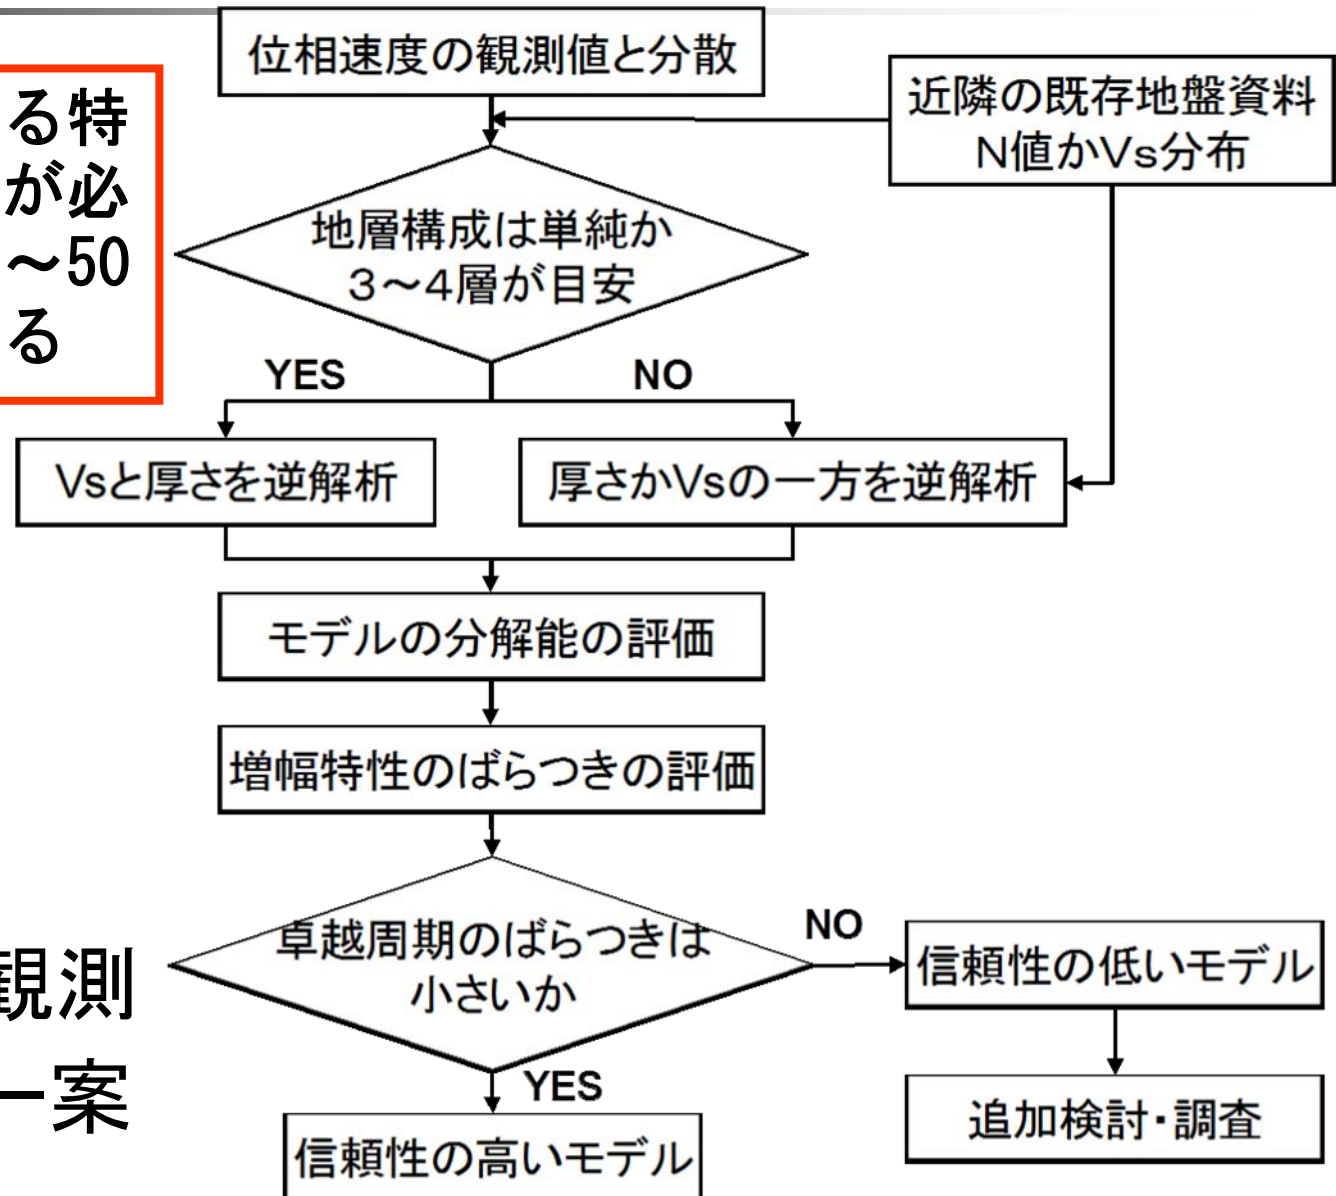 位相速度の観測値と分散
近隣の既存地盤資料
N値かVs分布
る特
が必
～50
る
地層構成は単純か
3～4層が目安
YES
NO
Vsと厚さを逆解析
厚さかVsの一方を逆解析
モデルの分解能の評価
増幅特性のばらつきの評価
卓越周期のばらつきは
小さいか
NO
信頼性の低いモデル
観測
ー案
YES
追加検討・調査
信頼性の高いモデル